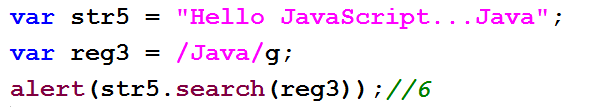 var str5 = "Hello JavaScript...Java";
var reg3 = /Java/g;
alert(str5.search(reg3));//6